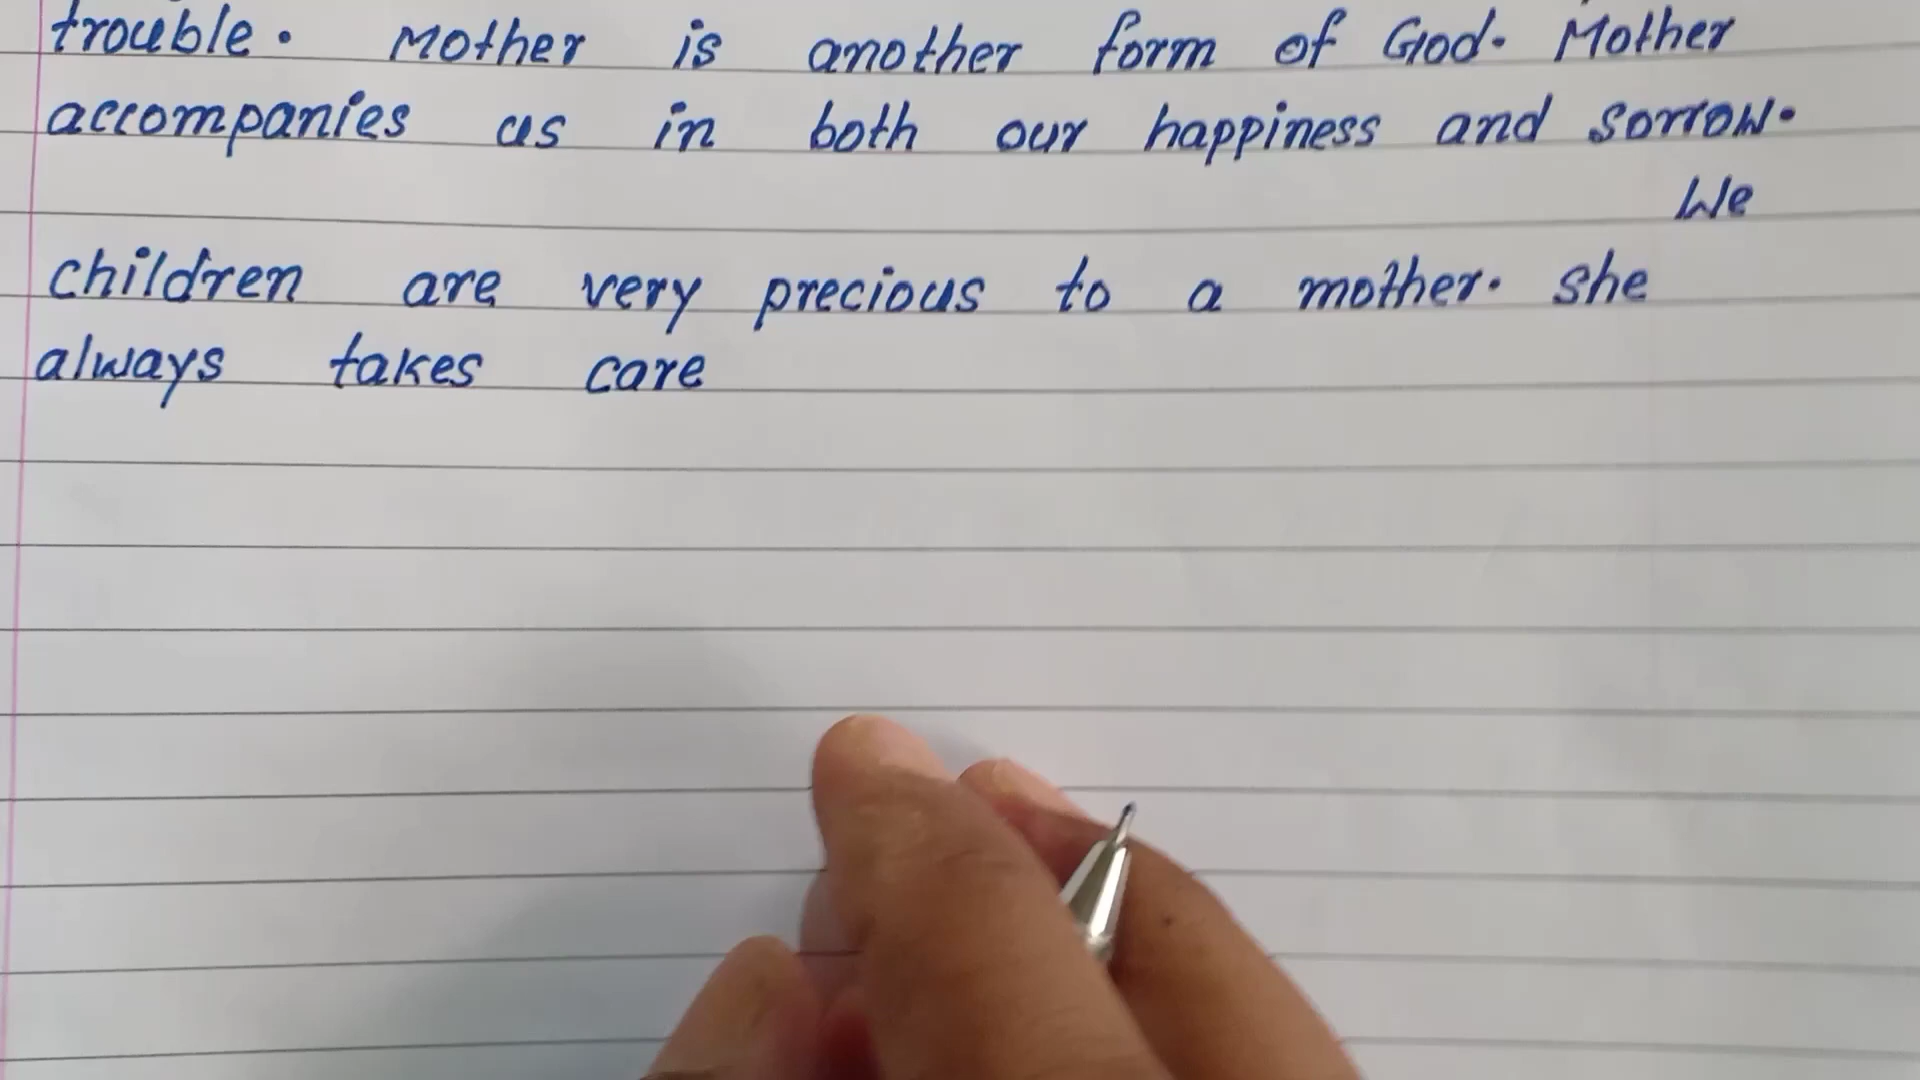 trouble. Mother is another form of God. Mother
accompanies us in both our happiness and sorrow.
We
children are very precious to a mother. she
always takes care